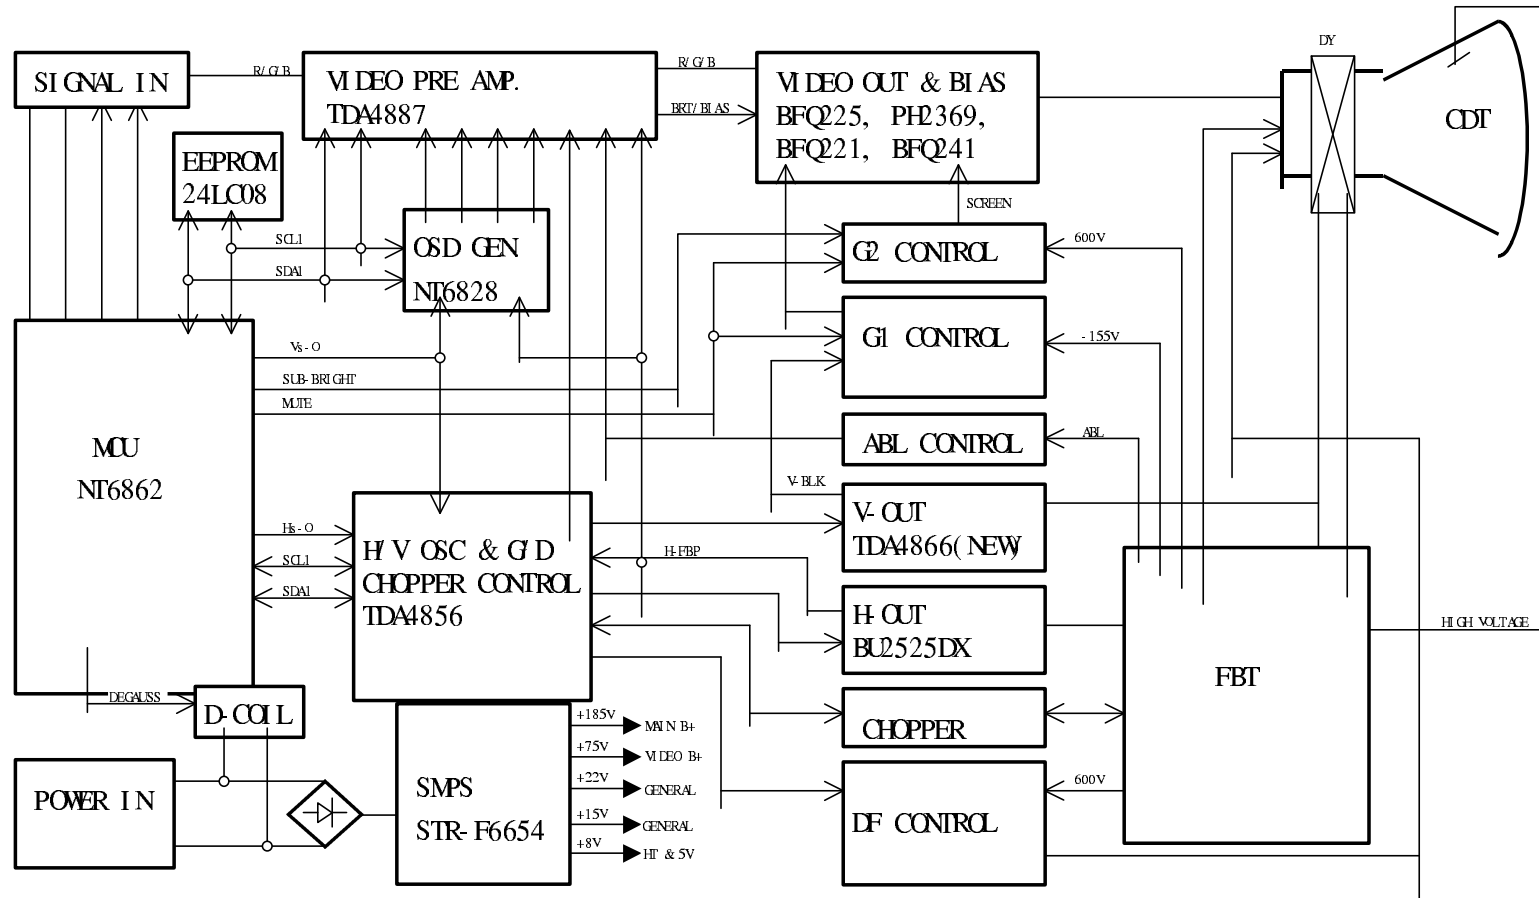 DY
SIGNAL IN
R/G/B
VIDEO PRE AMP.
TDA4887
R/G/B
BRT/BIAS
VIDEO OUT & BIAS
BFQ225, PH2369,
BFQ221, BFQ241
CDT
EEPROM
24LC08
SCL1
SDA1
OSD GEN
NT6828
SCREEN
G2 CONTROL
600V
G1 CONTROL
-155V
Vs-O
SUB-BRIGHT
MUTE
MCU
NT6862
ABL CONTROL
ABL
V-BLK
V-OUT
TDA4866(NEW)
Hs-O
SCL1
SDA1
H/V OSC & G/D
CHOPPER CONTROL
TDA4856
H-FBP
H-OUT
BU2525DX
HIGH VOLTAGE
FBT
DEGAUSS
D-COIL
CHOPPER
POWER IN
SMPS
STR-F6654
+185V
MAIN B+
+75V
VIDEO B+
+22V
GENERAL
+15V
GENERAL
+8V
HT & 5V
600V
DF CONTROL